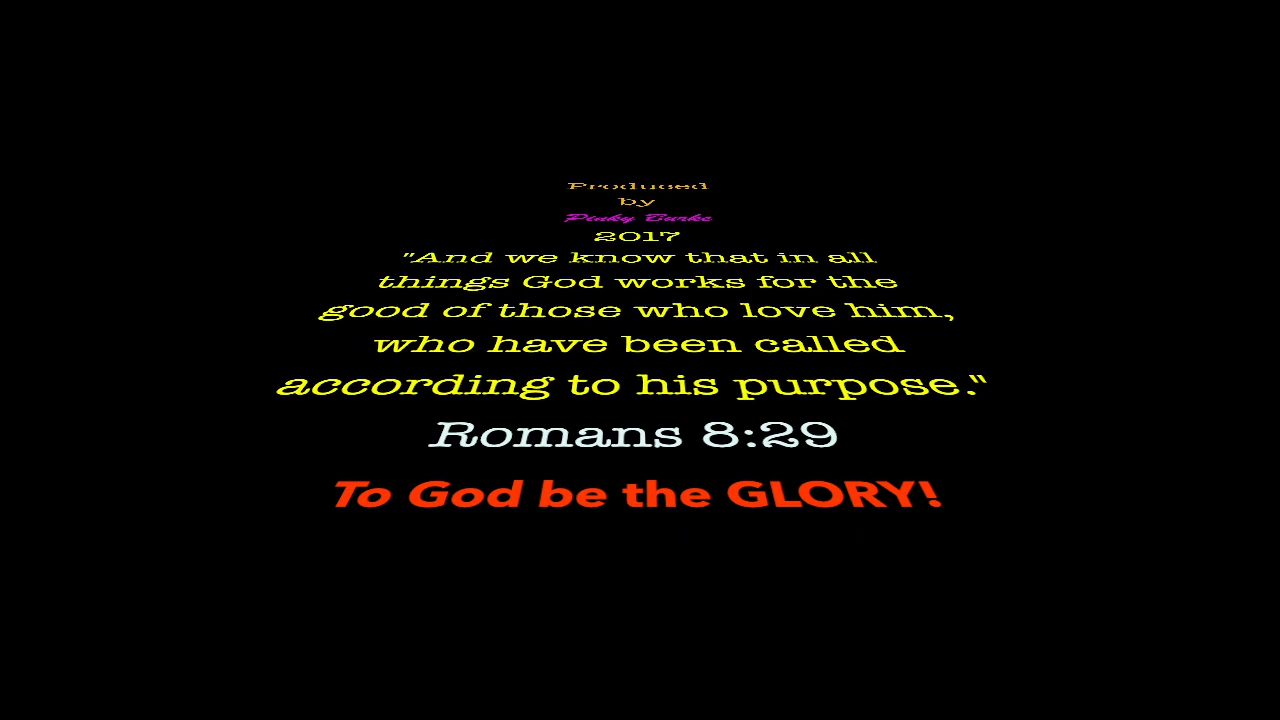 Produced
by
Pinky Burke
2017
"And we know that in all
things God works for the
good of those who love him,
who have been called
according to his purpose."
Romans 8:29
To God be the GLORY!